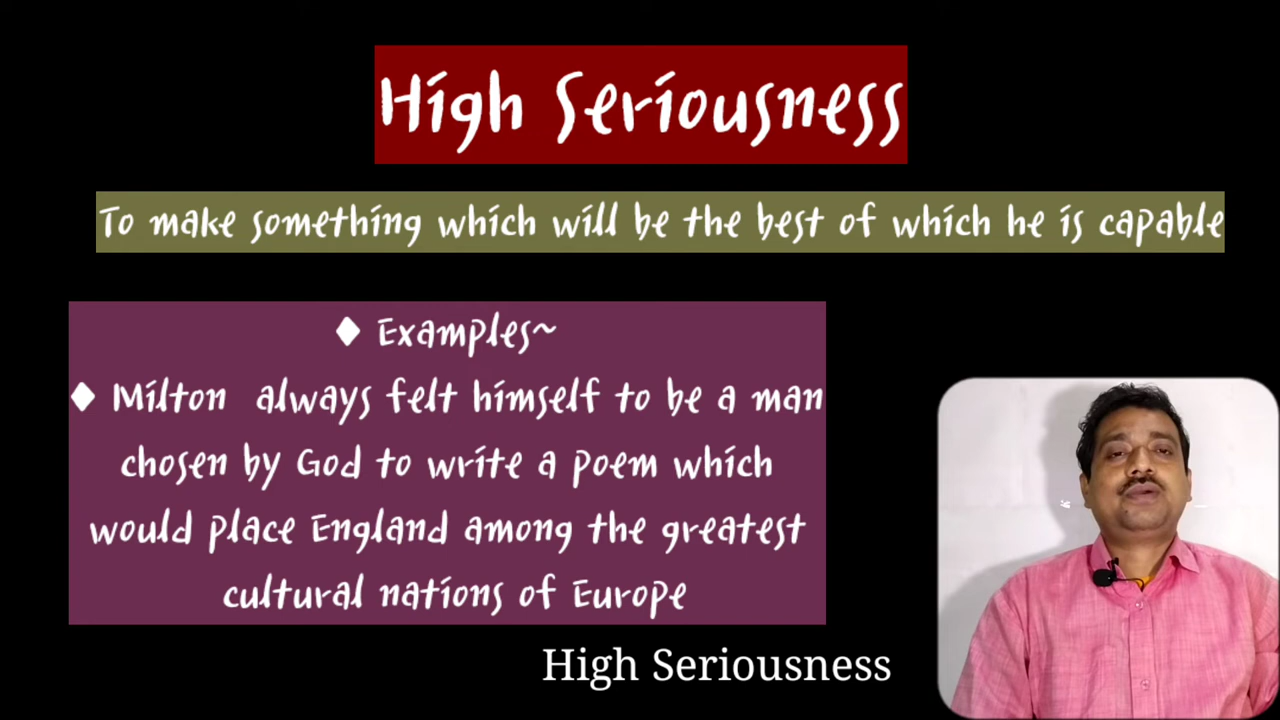 High Seriousness
To make something which will be the best of which he is capable
♦ Examples~
♦ Milton always felt himself to be a man
chosen by God to write a poem which
would place England among the greatest
cultural nations of Europe
High Seriousness